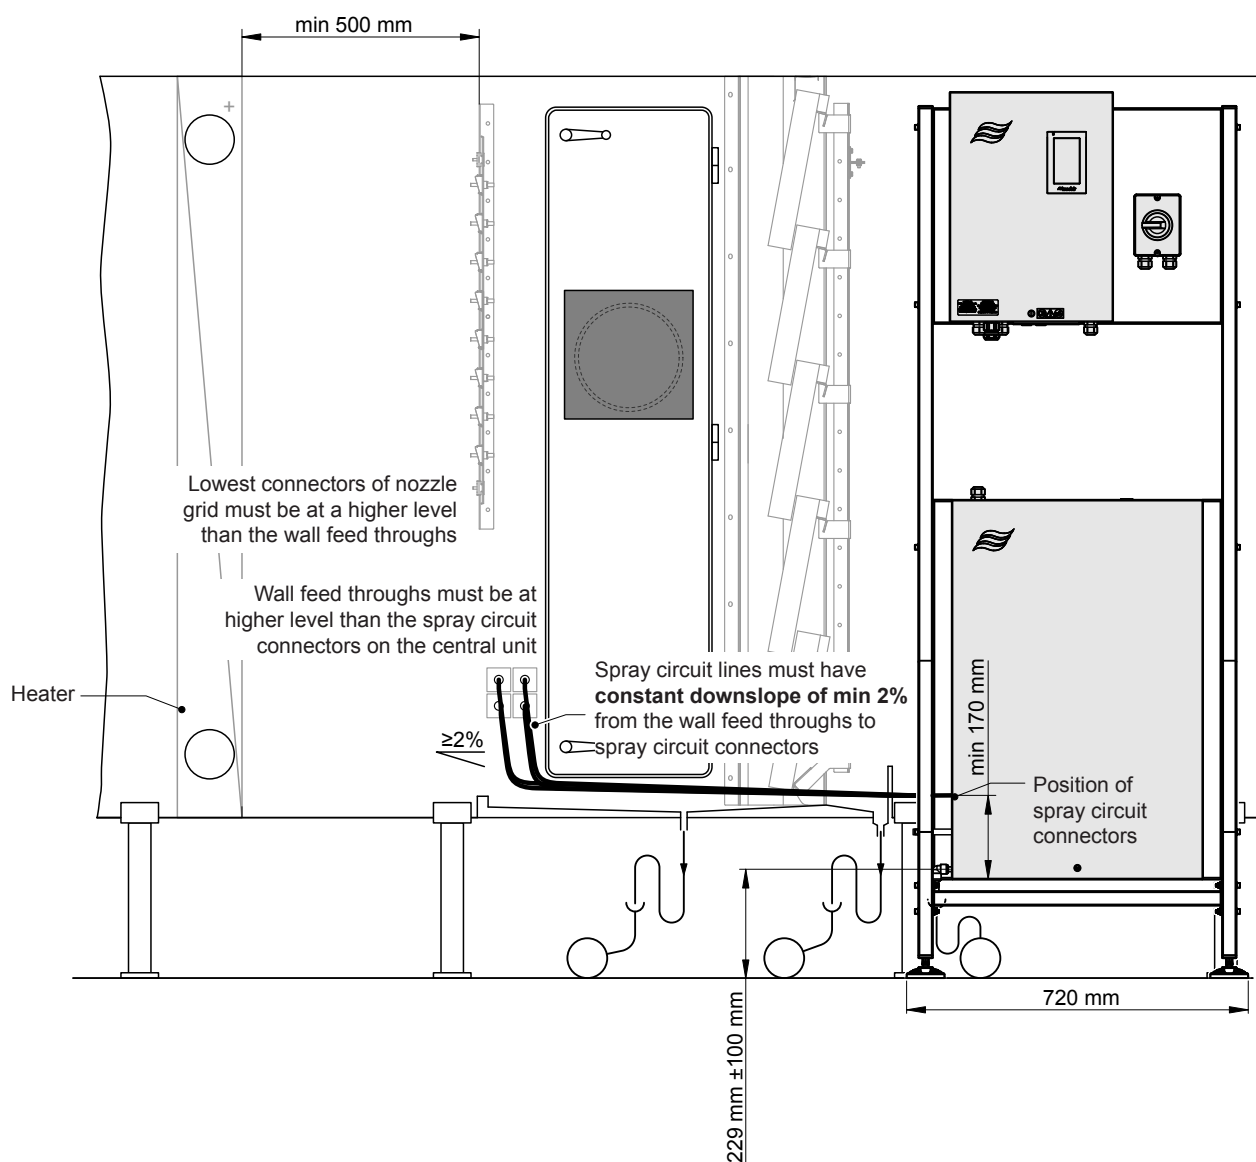 min 500 mm
Lowest connectors of nozzle
grid must be at a higher level
than the wall feed throughs
Wall feed throughs must be at
higher level than the spray circuit
connectors on the central unit
Heater
Spray circuit lines must have
constant downslope of min 2%
from the wall feed throughs to
spray circuit connectors
≥2%
min 170 mm
Position of
spray circuit
connectors
720 mm
229 mm ±100 mm